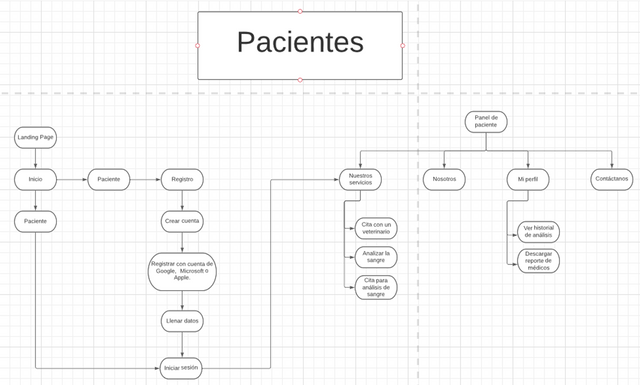 Pacientes
Panel de
paciente
Landing Page
Inicio
Paciente
Registro
Nuestros
servicios
Nosotros
Mi perfil
Contáctanos
Paciente
Crear cuenta
Cita con un
veterinario
Ver historial
de análisis
Analizar la
sangre
Descargar
reporte de
médicos
Registrar con cuenta de
Google, Microsoft o
Apple.
Cita para
análisis de
sangre
Llenar datos
Iniciar sesión